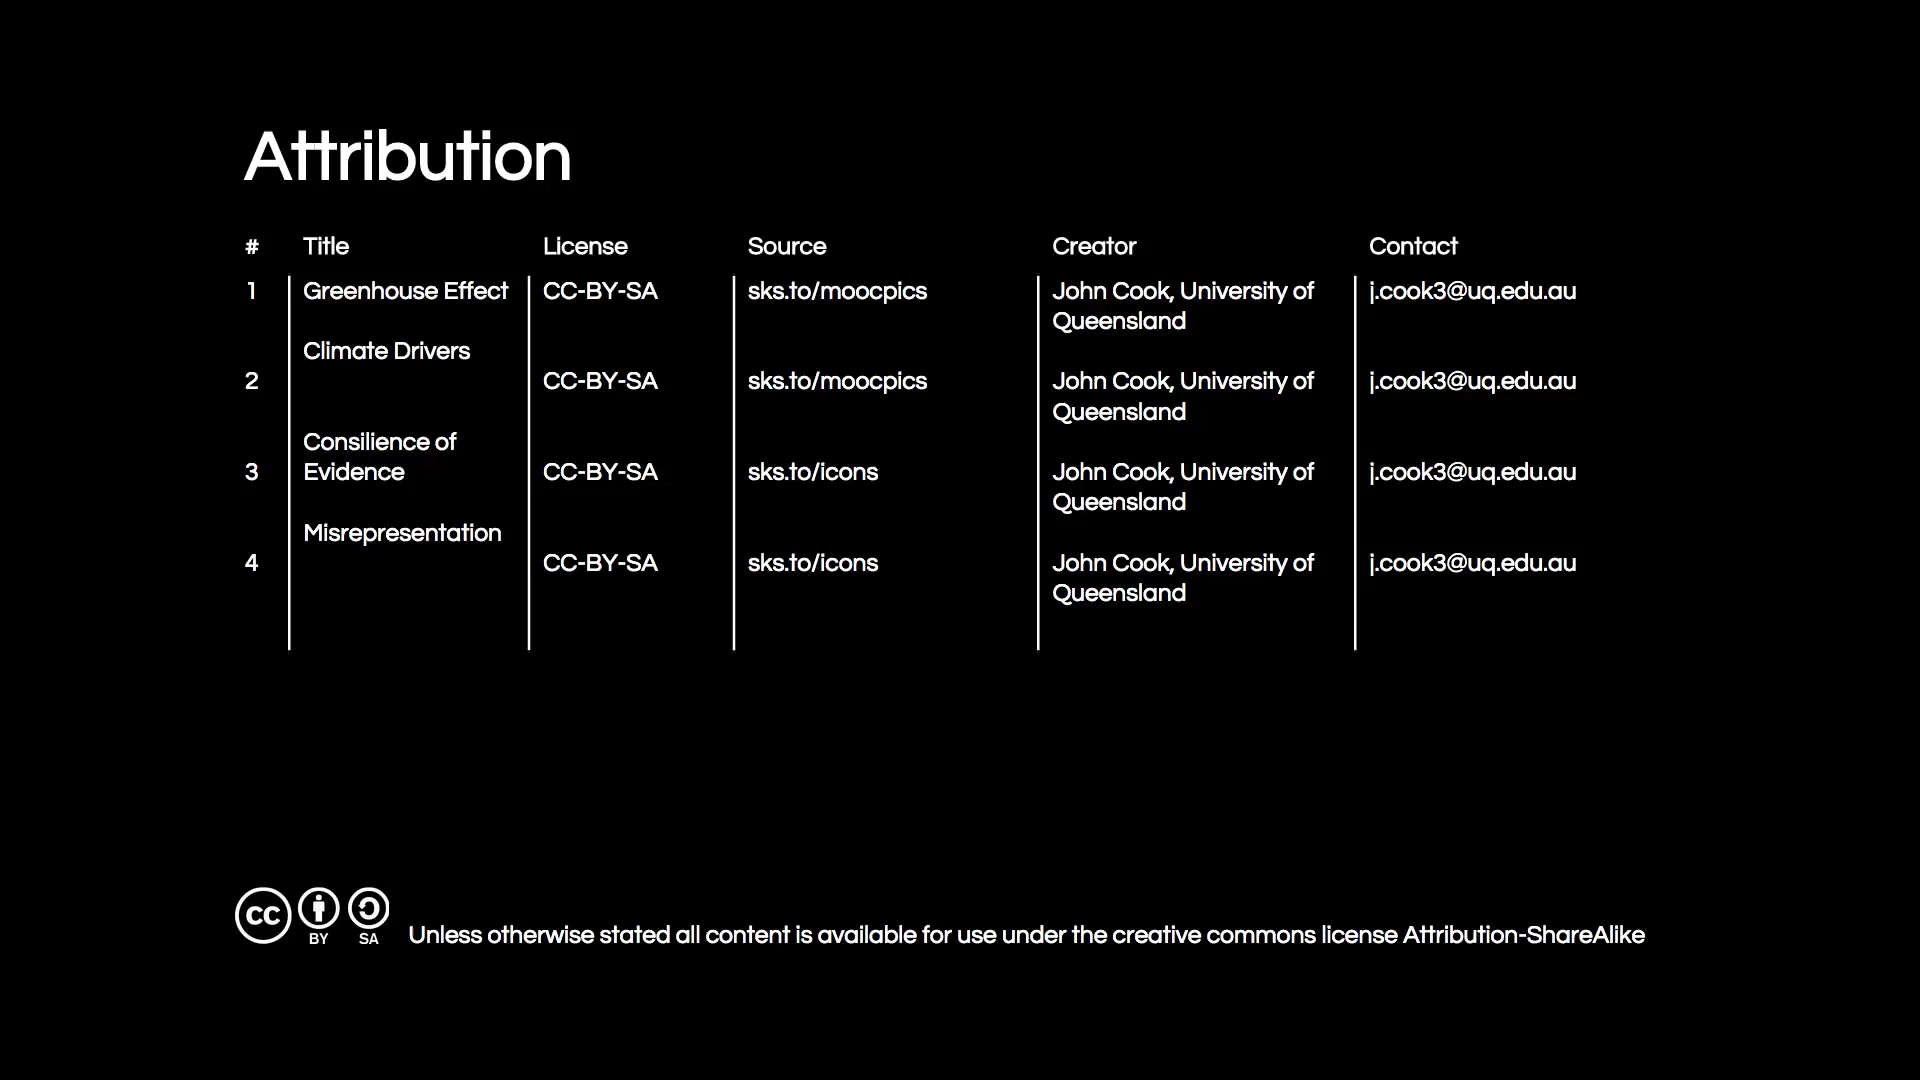 Attribution
# Title License Source Creator Contact
1 Greenhouse Effect CC-BY-SA sks.to/moocpics John Cook, University of j.cook3@uq.edu.au
Queensland
Climate Drivers
2 CC-BY-SA sks.to/moocpics John Cook, University of j.cook3@uq.edu.au
Queensland
Consilience of
3 Evidence CC-BY-SA sks.to/icons John Cook, University of j.cook3@uq.edu.au
Queensland
Misrepresentation
4 CC-BY-SA sks.to/icons John Cook, University of j.cook3@uq.edu.au
Queensland
cc BY SA Unless otherwise stated all content is available for use under the creative commons license Attribution-ShareAlike